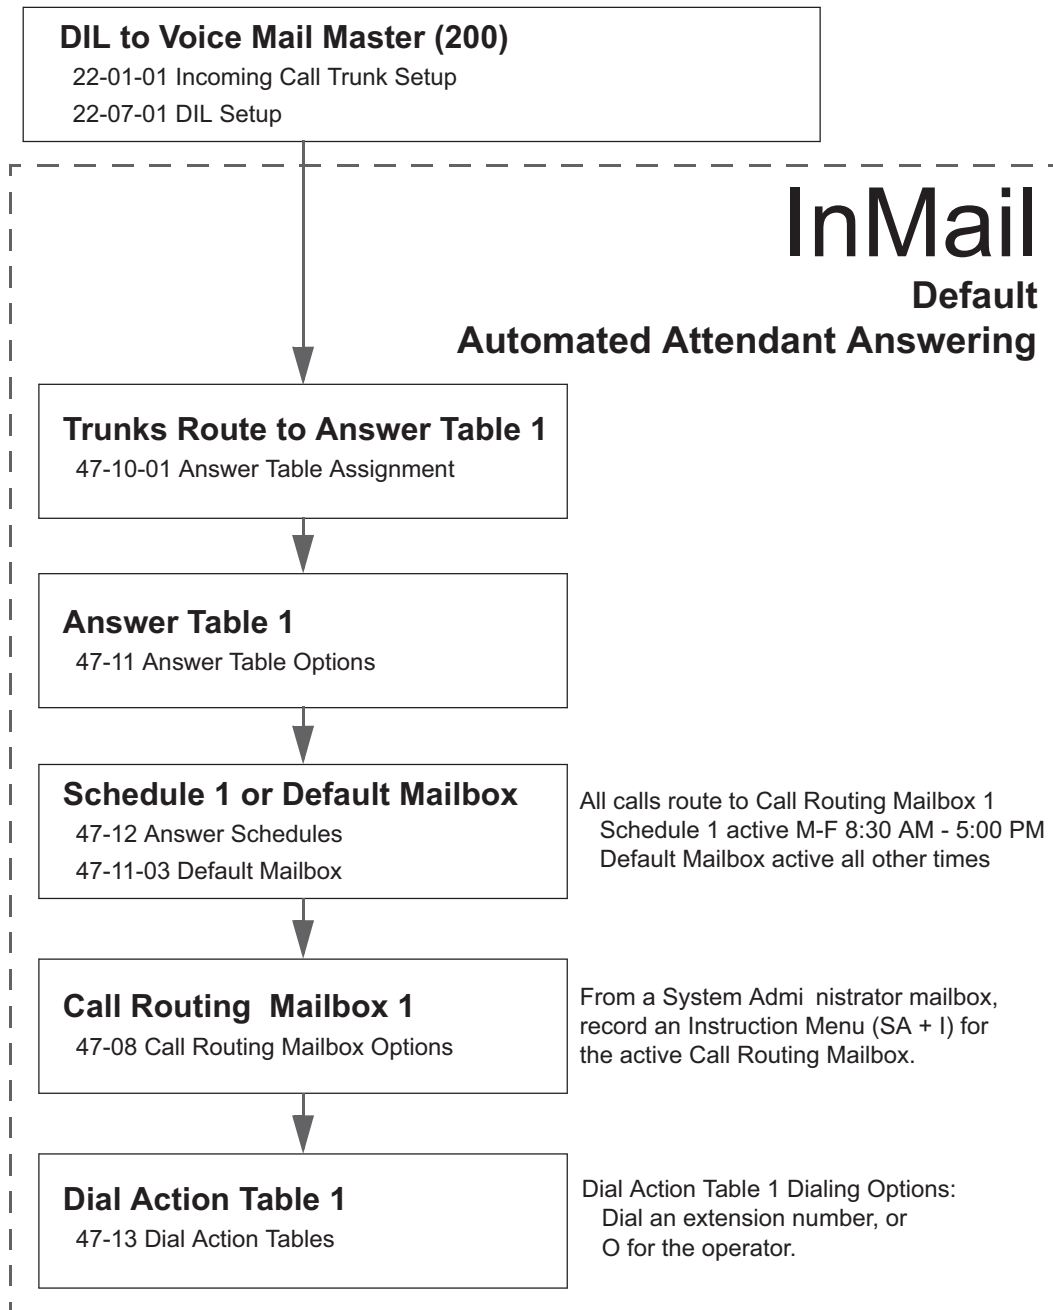 DIL to Voice Mail Master (200)
22-01-01 Incoming Call Trunk Setup
22-07-01 DIL Setup
InMail
Default
Automated Attendant Answering
Trunks Route to Answer Table 1
47-10-01 Answer Table Assignment
Answer Table 1
47-11 Answer Table Options
Schedule 1 or Default Mailbox
47-12 Answer Schedules
47-11-03 Default Mailbox
All calls route to Call Routing Mailbox 1
Schedule 1 active M-F 8:30 AM - 5:00 PM
Default Mailbox active all other times
Call Routing  Mailbox 1
47-08 Call Routing Mailbox Options
From a System Admi nistrator mailbox,
record an Instruction Menu (SA + I) for
the active Call Routing Mailbox.
Dial Action Table 1
47-13 Dial Action Tables
Dial Action Table 1 Dialing Options:
Dial an extension number, or
O for the operator.